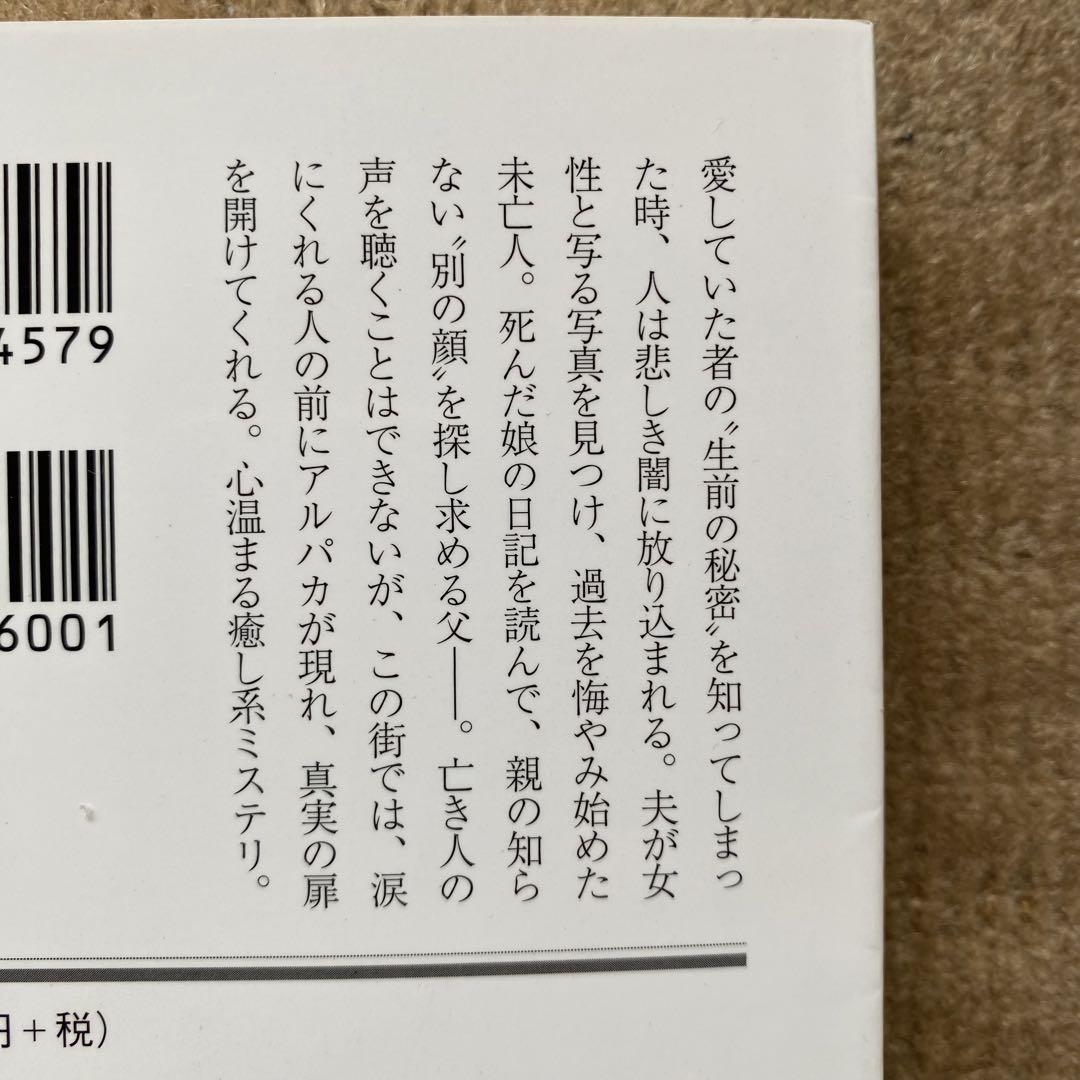 愛していた者の〝生前の秘密〟を知ってしまっ
た時、人は悲しき闇に放り込まれる。夫が女
性と写る写真を見つけ、過去を悔やみ始めた
未亡人。死んだ娘の日記を読んで、親の知ら
ない〝別の顔〟を探し求める父――。亡き人の
声を聴くことはできないが、この街では、涙
にくれる人の前にアルパカが現れ、真実の扉
を開けてくれる。心温まる癒し系ミステリ。
4579
6001
円+税)